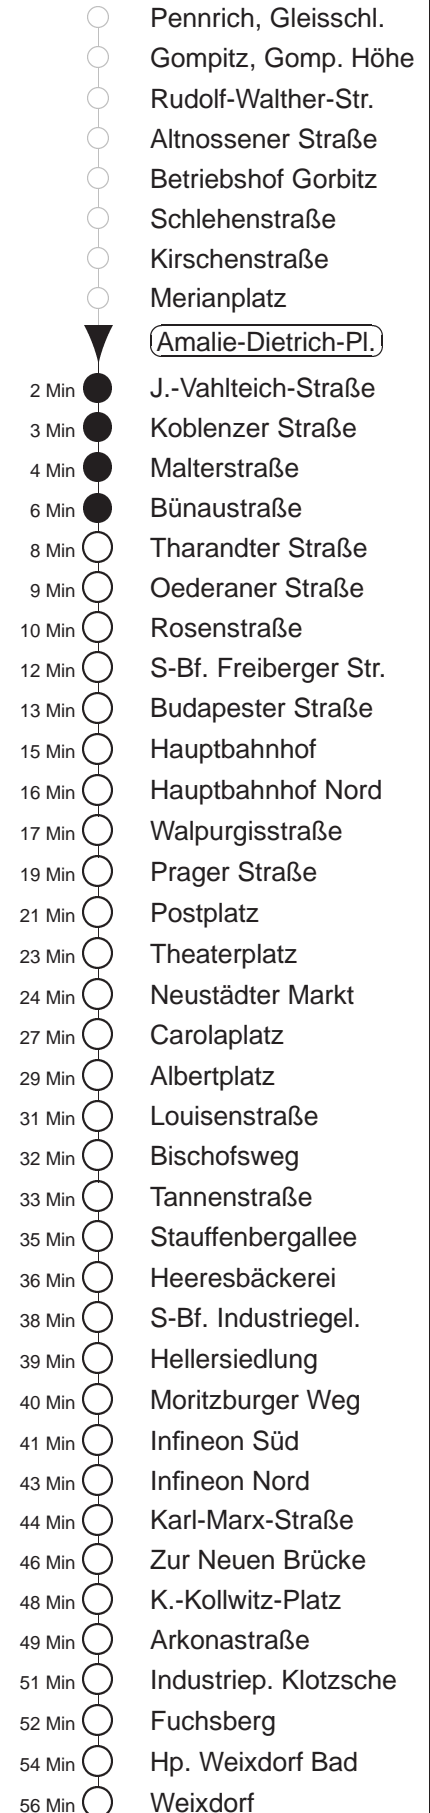 Pennrich, Gleisschl.
Gompitz, Gomp. Höhe
Rudolf-Walther-Str.
Altnossener Straße
Betriebshof Gorbitz
Schlehenstraße
Kirschenstraße
Merianplatz
Amalie-Dietrich-Pl.
2 Min J.-Vahlteich-Straße
3 Min Koblenzer Straße
4 Min Malterstraße
6 Min Bünaustraße
8 Min Tharandter Straße
9 Min Oederaner Straße
10 Min Rosenstraße
12 Min S-Bf. Freiberger Str.
13 Min Budapester Straße
15 Min Hauptbahnhof
16 Min Hauptbahnhof Nord
17 Min Walpurgisstraße
19 Min Prager Straße
21 Min Postplatz
23 Min Theaterplatz
24 Min Neustädter Markt
27 Min Carolaplatz
29 Min Albertplatz
31 Min Louisenstraße
32 Min Bischofsweg
33 Min Tannenstraße
35 Min Stauffenbergallee
36 Min Heeresbäckerei
38 Min S-Bf. Industriegel.
39 Min Hellersiedlung
40 Min Moritzburger Weg
41 Min Infineon Süd
43 Min Infineon Nord
44 Min Karl-Marx-Straße
46 Min Zur Neuen Brücke
48 Min K.-Kollwitz-Platz
49 Min Arkonastraße
51 Min Industriep. Klotzsche
52 Min Fuchsberg
54 Min Hp. Weixdorf Bad
56 Min Weixdorf